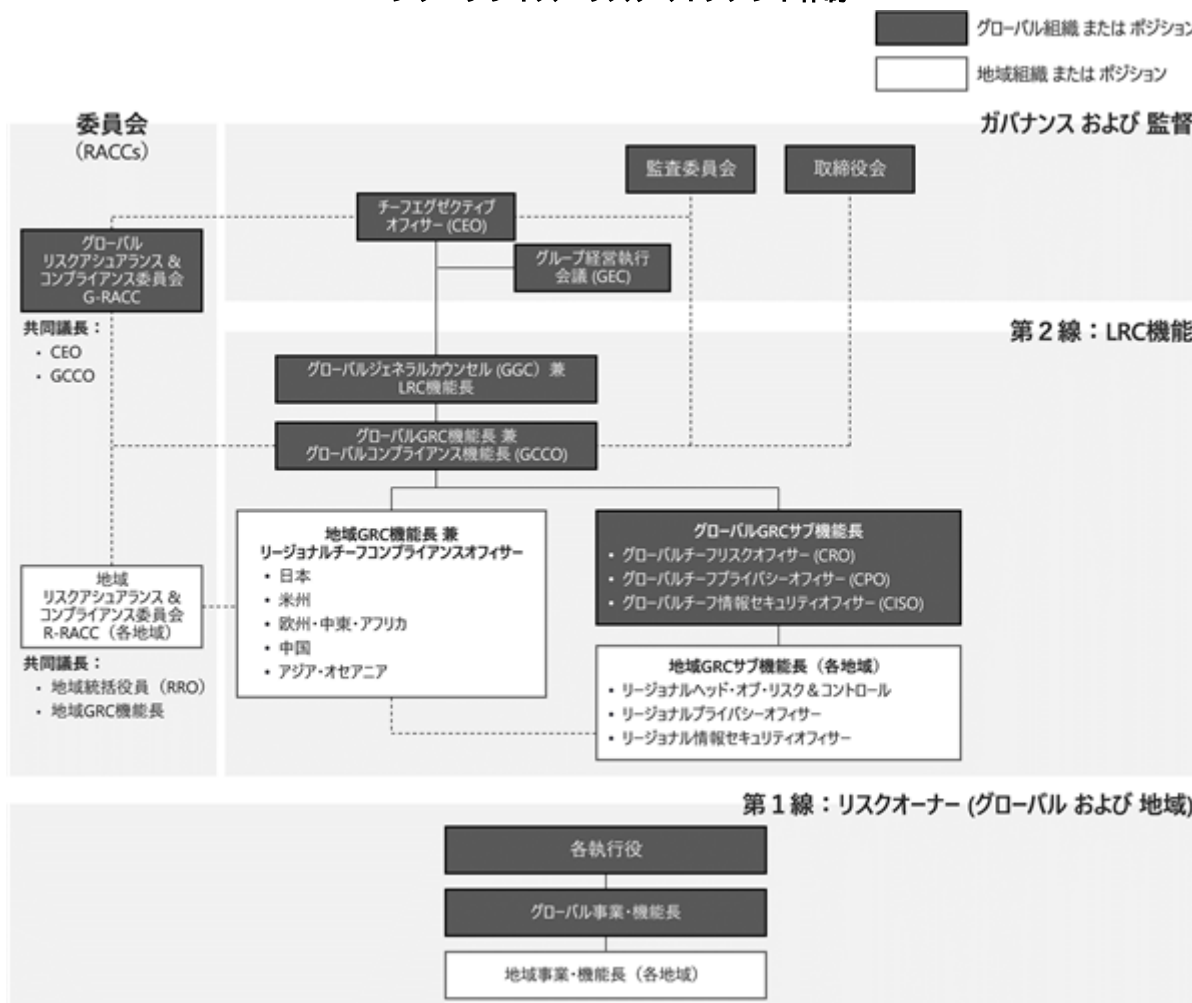 グローバル組織 または ポジション
地域組織 または ポジション
委員会
(RACCs)
ガバナンス および 監督
監査委員会
取締役会
チーフエグゼクティブ
オフィサー (CEO)
グループ経営執行
会議 (GEC)
グローバル
リスクアシュアランス &
コンプライアンス委員会
G-RACC
共同議長：
・ CEO
・ GCCO
第２線：LRC機能
グローバルジェネラルカウンセル (GGC) 兼
LRC機能長
グローバルGRC機能長 兼
グローバルコンプライアンス機能長 (GCCO)
地域GRC機能長 兼
リージョナルチーフコンプライアンスオフィサー
• 日本
• 米州
• 欧州・中東・アフリカ
• 中国
• アジア・オセアニア
グローバルGRCサブ機能長
• グローバルチーフリスクオフィサー (CRO)
• グローバルチーフプライバシーオフィサー (CPO)
• グローバルチーフ情報セキュリティオフィサー (CISO)
地域
リスクアシュアランス &
コンプライアンス委員会
R-RACC（各地域）
共同議長：
・ 地域統括役員（RRO）
・ 地域GRC機能長
地域GRCサブ機能長（各地域）
• リージョナルヘッド・オブ・リスク & コントロール
• リージョナルプライバシーオフィサー
• リージョナル情報セキュリティオフィサー
第１線：リスクオーナー (グローバル および 地域)
各執行役
グローバル事業・機能長
地域事業・機能長（各地域）